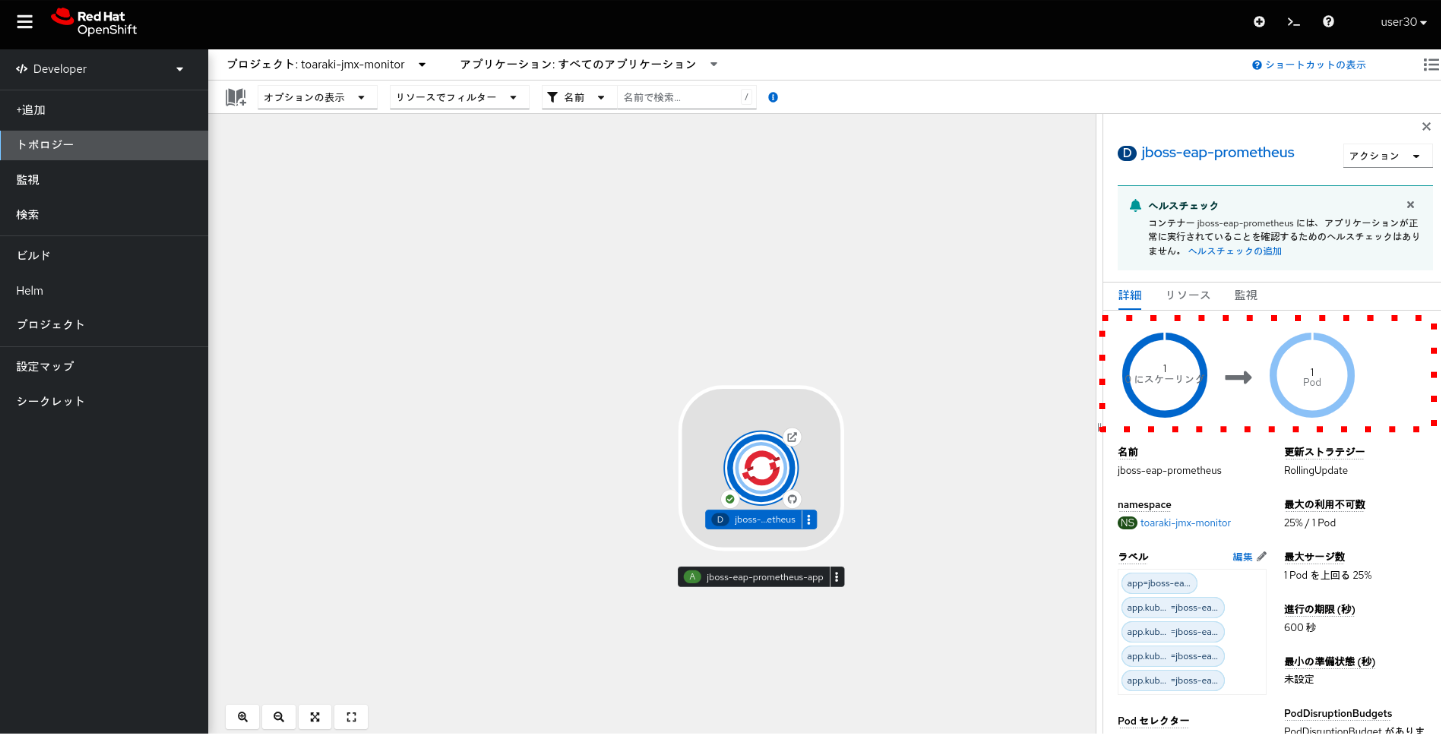 Red Hat
OpenShift
user30
Developer
+追加
トポロジー
監視
検索
ビルド
Helm
プロジェクト
設定マップ
シークレット
プロジェクト: toaraki-jmx-monitor
アプリケーション: すべてのアプリケーション
ショートカットの表示
オプションの表示
リソースでフィルター
名前
名前で検索...
/
jboss-...etheus
D
A
jboss-eap-prometheus-app
D jboss-eap-prometheus
アクション
ヘルスチェック
コンテナー jboss-eap-prometheus には、アプリケーションが正
常に実行されていることを確認するためのヘルスチェックはあり
ません。 ヘルスチェックの追加
詳細
リソース
監視
1
にスケーリング
1
Pod
名前
jboss-eap-prometheus
namespace
NS toaraki-jmx-monitor
ラベル
編集
app=jboss-ea...
app.kub... =jboss-ea...
app.kub... =jboss-ea...
app.kub... =jboss-ea...
app.kub... =jboss-ea...
Pod セレクター
更新ストラテジー
RollingUpdate
最大の利用不可数
25% / 1 Pod
最大サージ数
1 Pod を上回る 25%
進行の期限 (秒)
600 秒
最小の準備状態 (秒)
未設定
PodDisruptionBudgets
PodDisruptionBudget がありま